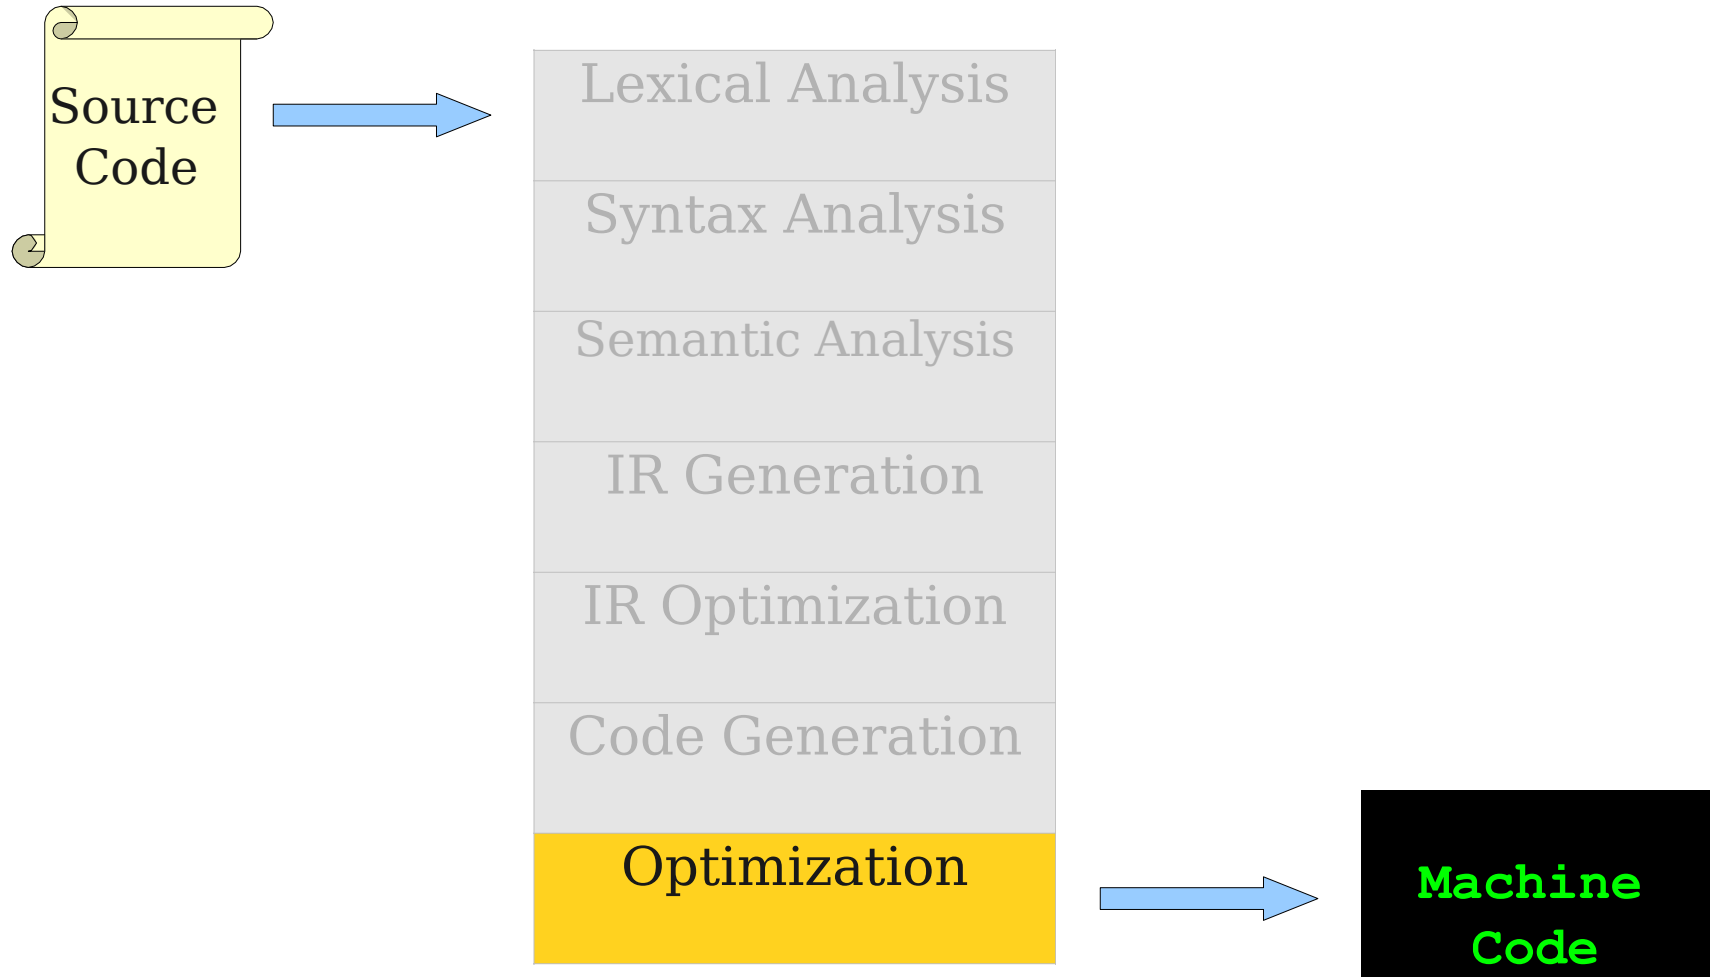 Source
Code
Lexical Analysis
Syntax Analysis
Semantic Analysis
IR Generation
IR Optimization
Code Generation
Optimization
Machine
Code